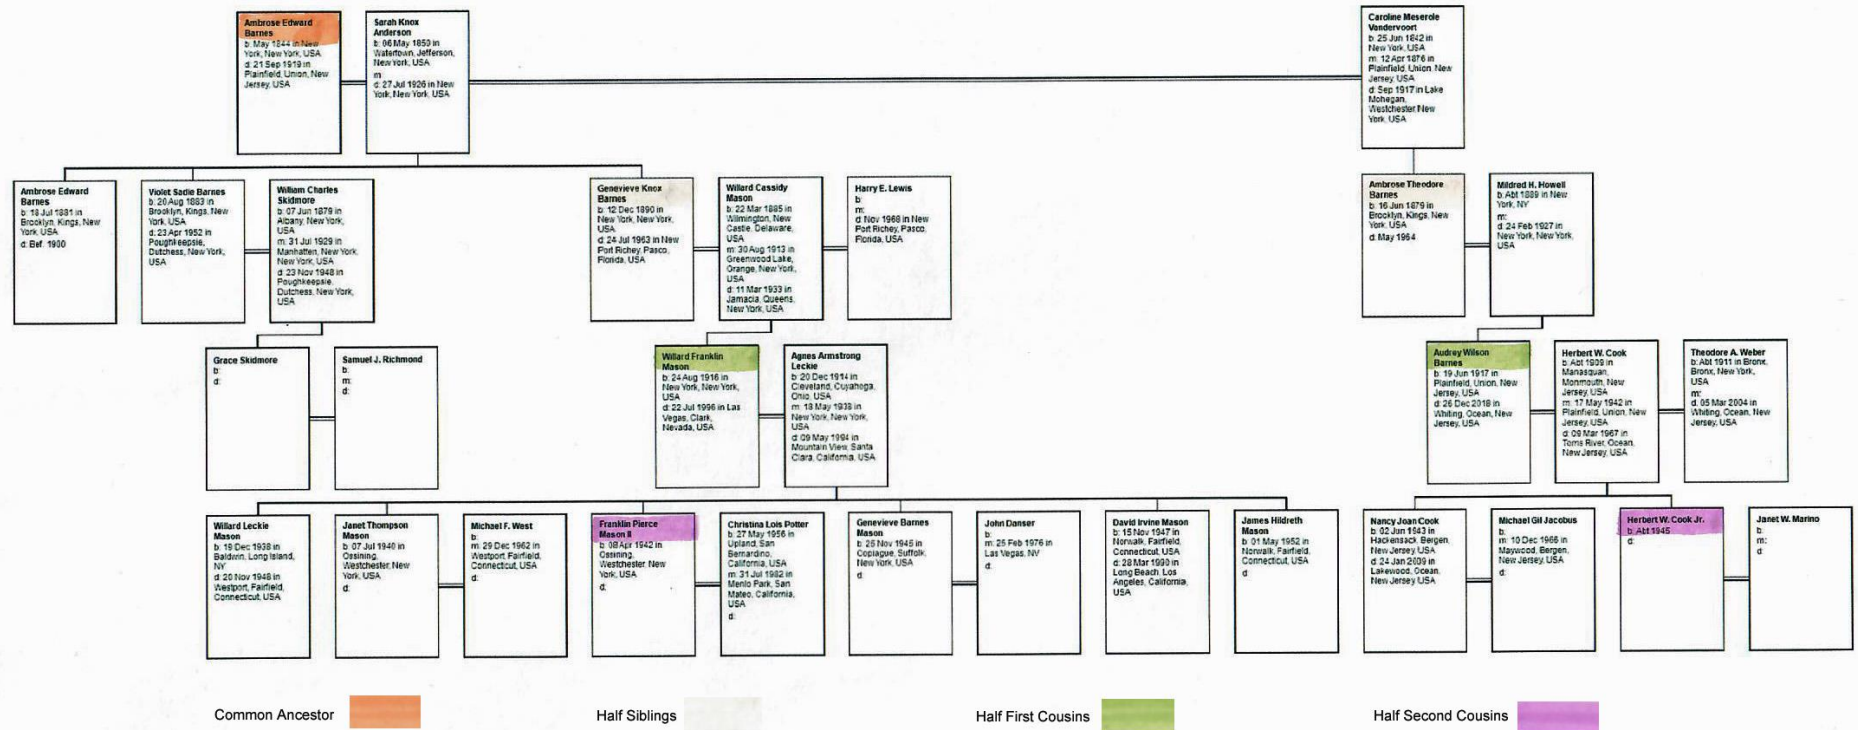 Ambrose Edward
Barnes
b: May 1844 in New
York, New York, USA
d: 21 Sep 1919 in
Plainfield, Union, New
Jersey, USA
Sarah Knox
Anderson
b: 06 May 1850 in
Watertown, Jefferson,
New York, USA
m:
d: 27 Jul 1926 in New
York, New York, USA
Caroline Meserole
Vandervoort
b: 25 Jun 1842 in
New York, USA
m: 12 Apr 1876 in
Plainfield, Union, New
Jersey, USA
d: Sep 1917 in Lake
Mohegan,
Westchester New
York, USA
Ambrose Edward
Barnes
b: 18 Jul 1881 in
Brooklyn, Kings, New
York, USA
d: Bef. 1900
Violet Sadie Barnes
b: 20 Aug 1883 in
Brooklyn, Kings, New
York, USA
d: 23 Apr 1952 in
Poughkeepsie,
Dutchess, New York,
USA
William Charles
Skidmore
b: 07 Jun 1879 in
Albany, New York,
USA
m: 31 Jul 1929 in
Manhatten, New York,
New York, USA
d: 23 Nov 1948 in
Poughkeepsie,
Dutchess, New York,
USA
Genevieve Knox
Barnes
b: 12 Dec 1890 in
New York, New York,
USA
d: 24 Jul 1963 in New
Port Richey, Pasco,
Florida, USA
Willard Cassidy
Mason
b: 22 Mar 1885 in
Wilmington, New
Castle, Delaware,
USA
m: 30 Aug 1913 in
Greenwood Lake,
Orange, New York,
USA
d: 11 Mar 1933 in
Jamacia, Queens,
New York, USA
Harry E. Lewis
b:
m:
d: Nov 1968 in New
Port Richey, Pasco,
Florida, USA
Ambrose Theodore
Barnes
b: 16 Jun 1879 in
Brocklyn, Kings, New
York, USA
d: May 1964
Mildred H. Howell
b: Abt 1889 in New
York, NY
m:
d: 24 Feb 1927 in
New York, New York,
USA
Grace Skidmore
b:
d:
Samuel J. Richmond
b:
m:
d:
Willard Franklin
Mason
b: 24 Aug 1916 in
New York, New York,
USA
d: 22 Jul 1996 in Las
Vegas, Clark,
Nevada, USA
Agnes Armstrong
Leckie
b: 20 Dec 1914 in
Cleveland, Cuyahoga,
Ohio, USA
m: 18 May 1938 in
New York, New York,
USA
d: 09 May 1994 in
Mountain View, Santa
Clara, California, USA
Audrey Wilson
Barnes
b: 19 Jun 1917 in
Plainfield, Union, New
Jersey, USA
d: 26 Dec 2018 in
Whiting, Ocean, New
Jersey, USA
Herbert W. Cook
b: Abt 1909 in
Manasquan,
Monmouth, New
Jersey, USA
m: 17 May 1942 in
Plainfield, Union, New
Jersey, USA
d: 09 Mar 1967 in
Toms River, Ocean,
New Jersey, USA
Theodore A. Weber
b: Abt 1911 in Bronx,
Bronx, New York,
USA
m:
d: 05 Mar 2004 in
Whiting, Ocean, New
Jersey, USA
Willard Leckie
Mason
b: 19 Dec 1938 in
Baldwin, Long Island,
NY
d: 20 Nov 1948 in
Westport, Fairfield,
Connecticut, USA
Janet Thompson
Mason
b: 07 Jul 1940 in
Ossining,
Westchester, New
York, USA
d:
Michael F. West
b:
m: 29 Dec 1962 in
Westport, Fairfield,
Connecticut, USA
d:
Franklin Pierce
Mason II
b: 08 Apr 1942 in
Ossining,
Westchester, New
York, USA
d:
Christina Lois Potter
b: 27 May 1956 in
Upland, San
Bernardino,
California, USA
m: 31 Jul 1982 in
Menlo Park, San
Mateo, California,
USA
d:
Genevieve Barnes
Mason
b: 25 Nov 1945 in
Copiague, Suffolk,
New York, USA
d:
John Danser
b:
m: 25 Feb 1976 in
Las Vegas, NV
d:
David Irvine Mason
b: 15 Nov 1947 in
Norwalk, Fairfield,
Connecticut, USA
d: 28 Mar 1990 in
Long Beach, Los
Angeles, California,
USA
James Hildreth
Mason
b: 01 May 1952 in
Norwalk, Fairfield,
Connecticut, USA
d:
Nancy Joan Cook
b: 02 Jun 1943 in
Hackensack, Bergen,
New Jersey, USA
d: 24 Jan 2009 in
Lakewood, Ocean,
New Jersey USA
Michael Gil Jacobus
b:
m: 10 Dec 1966 in
Maywood, Bergen,
New Jersey, USA
d:
Herbert W. Cook Jr.
b: Abt 1945
d:
Janet W. Marino
b:
m:
d:
Common Ancestor
Half Siblings
Half First Cousins
Half Second Cousins